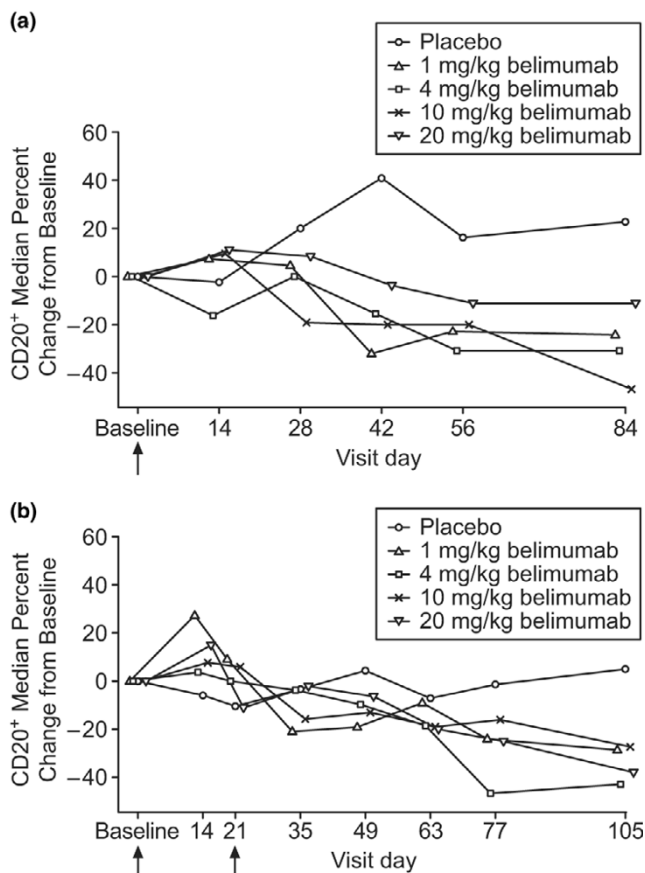 (a)
Placebo
1 mg/kg belimumab
4 mg/kg belimumab
10 mg/kg belimumab
20 mg/kg belimumab
CD20+ Median Percent
Change from Baseline
60
40
20
0
−20
−40
Baseline 14 28 42 56 84
Visit day
(b)
Placebo
1 mg/kg belimumab
4 mg/kg belimumab
10 mg/kg belimumab
20 mg/kg belimumab
CD20+ Median Percent
Change from Baseline
60
40
20
0
−20
−40
Baseline 14 21 35 49 63 77 105
Visit day